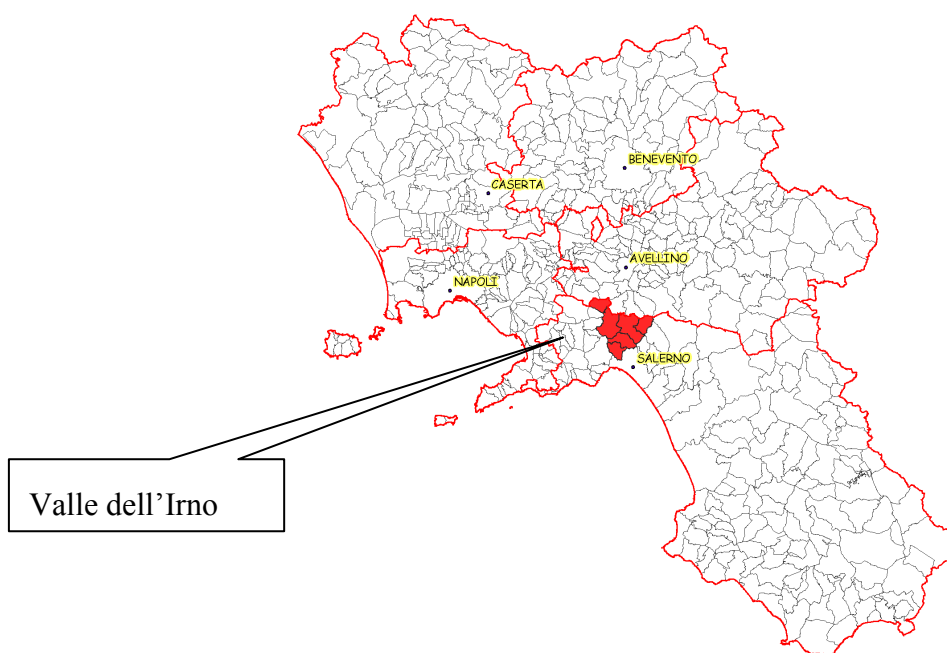 BENEVENTO
CASERTA
AVELLINO
NAPOLI
SALERNO
Valle dell’Irno